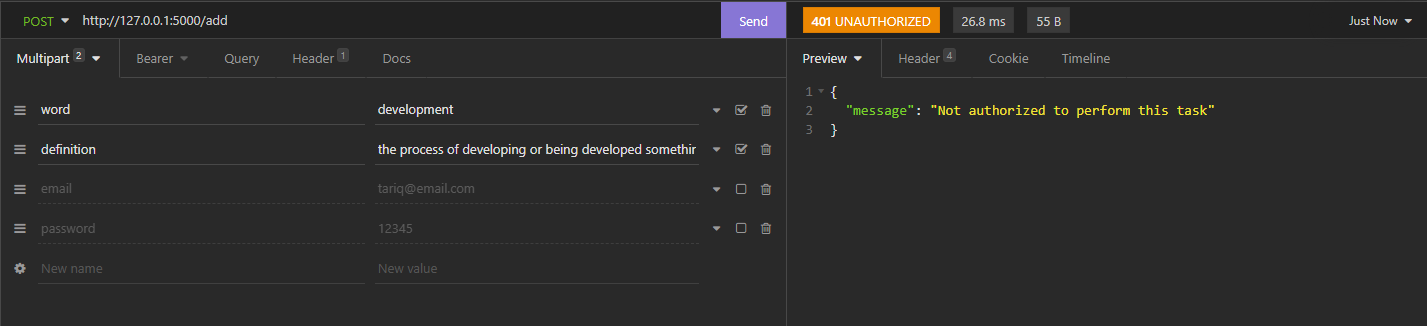 POST http://127.0.0.1:5000/add Send 401 UNAUTHORIZED 26.8 ms 55 B Just Now
Multipart 2 Bearer Query Header 1 Docs Preview Header 4 Cookie Timeline
word development
definition the process of developing or being developed somethin
email tariq@email.com
password 12345
New name New value
1 {
2 "message": "Not authorized to perform this task"
3 }